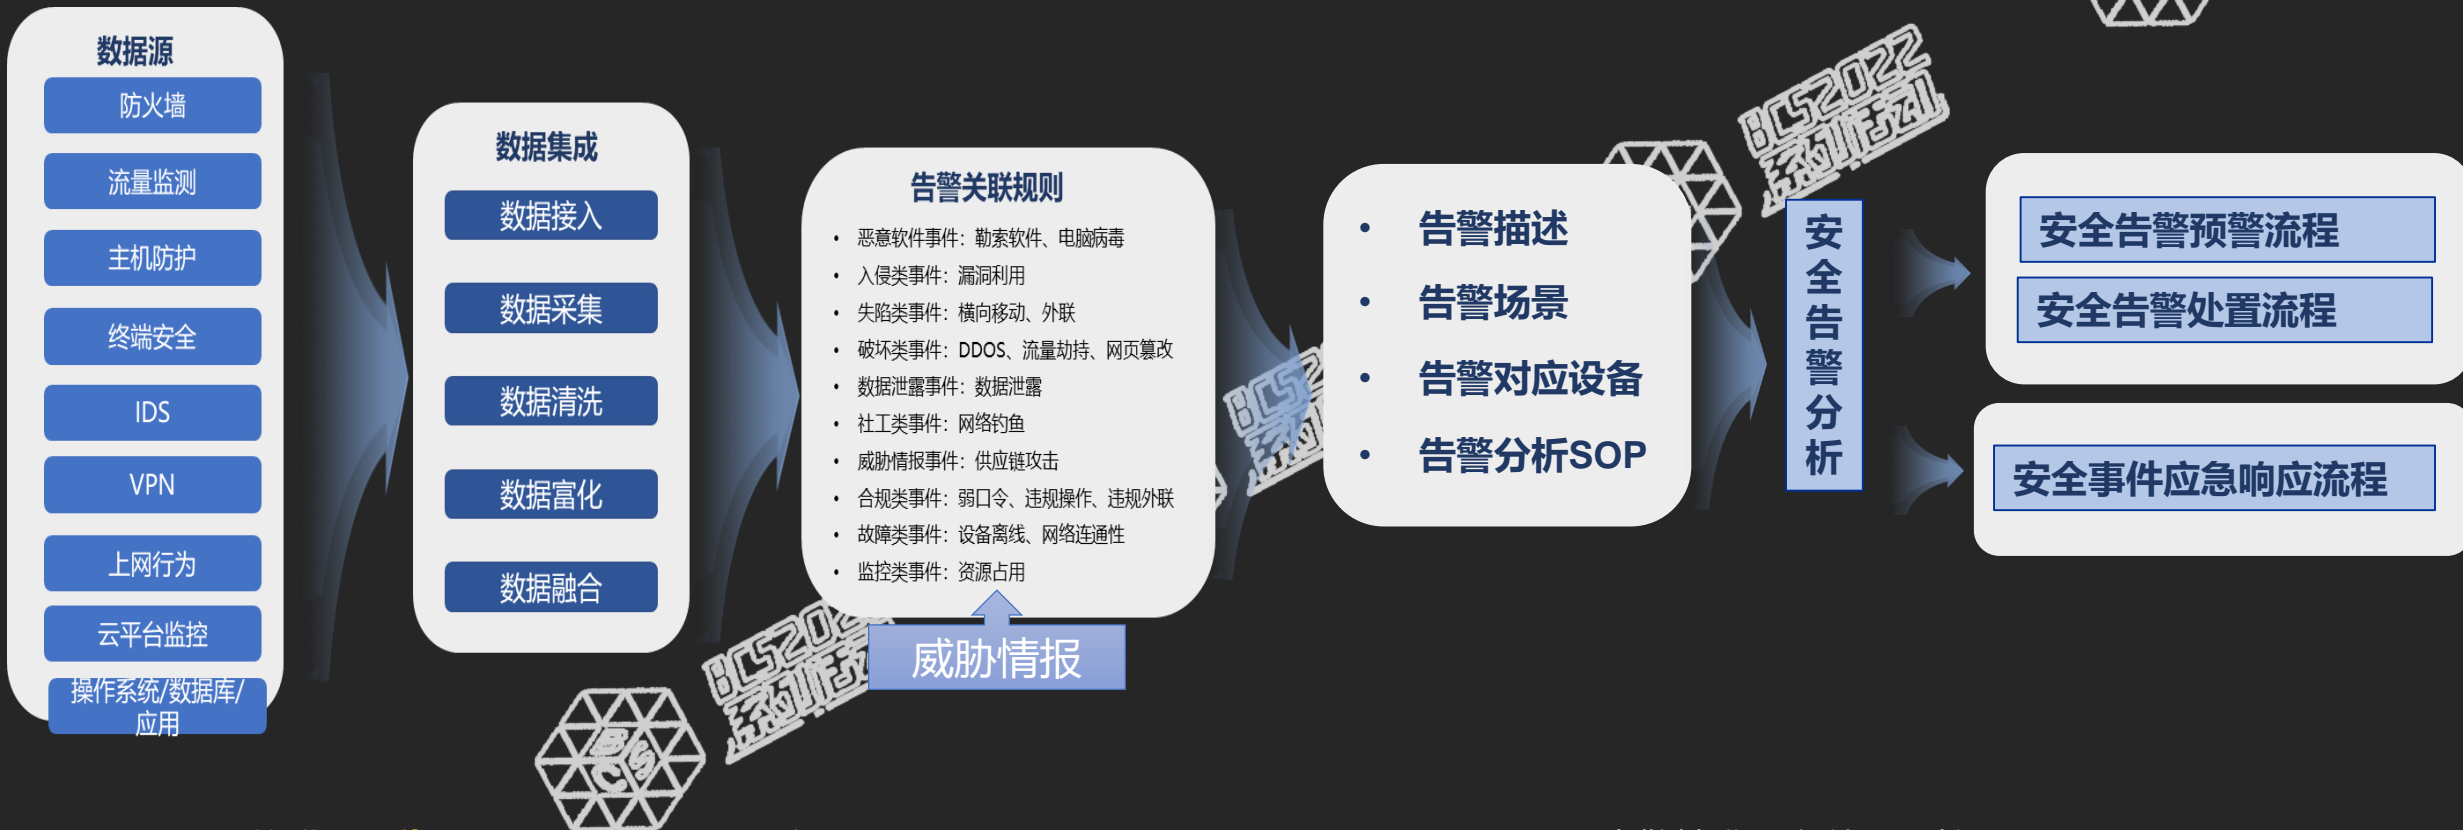 数据源
防火墙
流量监测
主机防护
终端安全
IDS
VPN
上网行为
云平台监控
操作系统/数据库/
应用
数据集成
数据接入
数据采集
数据清洗
数据富化
数据融合
告警关联规则
• 恶意软件事件：勒索软件、电脑病毒
• 入侵类事件：漏洞利用
• 失陷类事件：横向移动、外联
• 破坏类事件：DDOS、流量劫持、网页篡改
• 数据泄露事件：数据泄露
• 社工类事件：网络钓鱼
• 威胁情报事件：供应链攻击
• 合规类事件：弱口令、违规操作、违规外联
• 故障类事件：设备离线、网络连通性
• 监控类事件：资源占用
威胁情报
• 告警描述
• 告警场景
• 告警对应设备
• 告警分析SOP
安全告警分析
安全告警预警流程
安全告警处置流程
安全事件应急响应流程
BCS2022
BCS